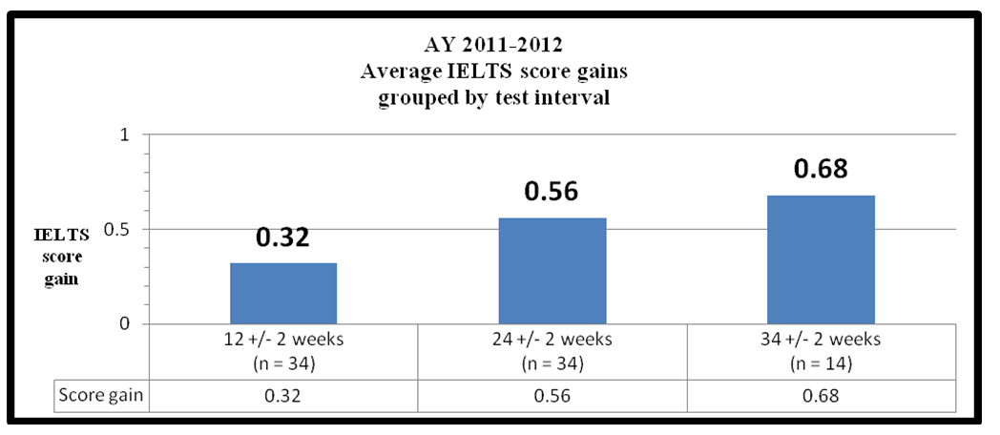 AY 2011-2012
Average IELTS score gains
grouped by test interval
1
0.5
0
IELTS
score
gain
0.32
0.56
0.68
12 +/- 2 weeks
(n = 34)
24 +/- 2 weeks
(n = 34)
34 +/- 2 weeks
(n = 14)
Score gain 0.32 0.56 0.68